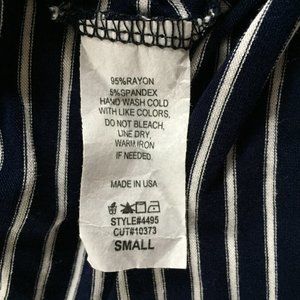 95%RAYON
5%SPANDEX
HAND WASH COLD
WITH LIKE COLORS,
DO NOT BLEACH,
LINE DRY,
WARM IRON
IF NEEDED.
MADE IN USA
STYLE#4495
CUT#10373
SMALL